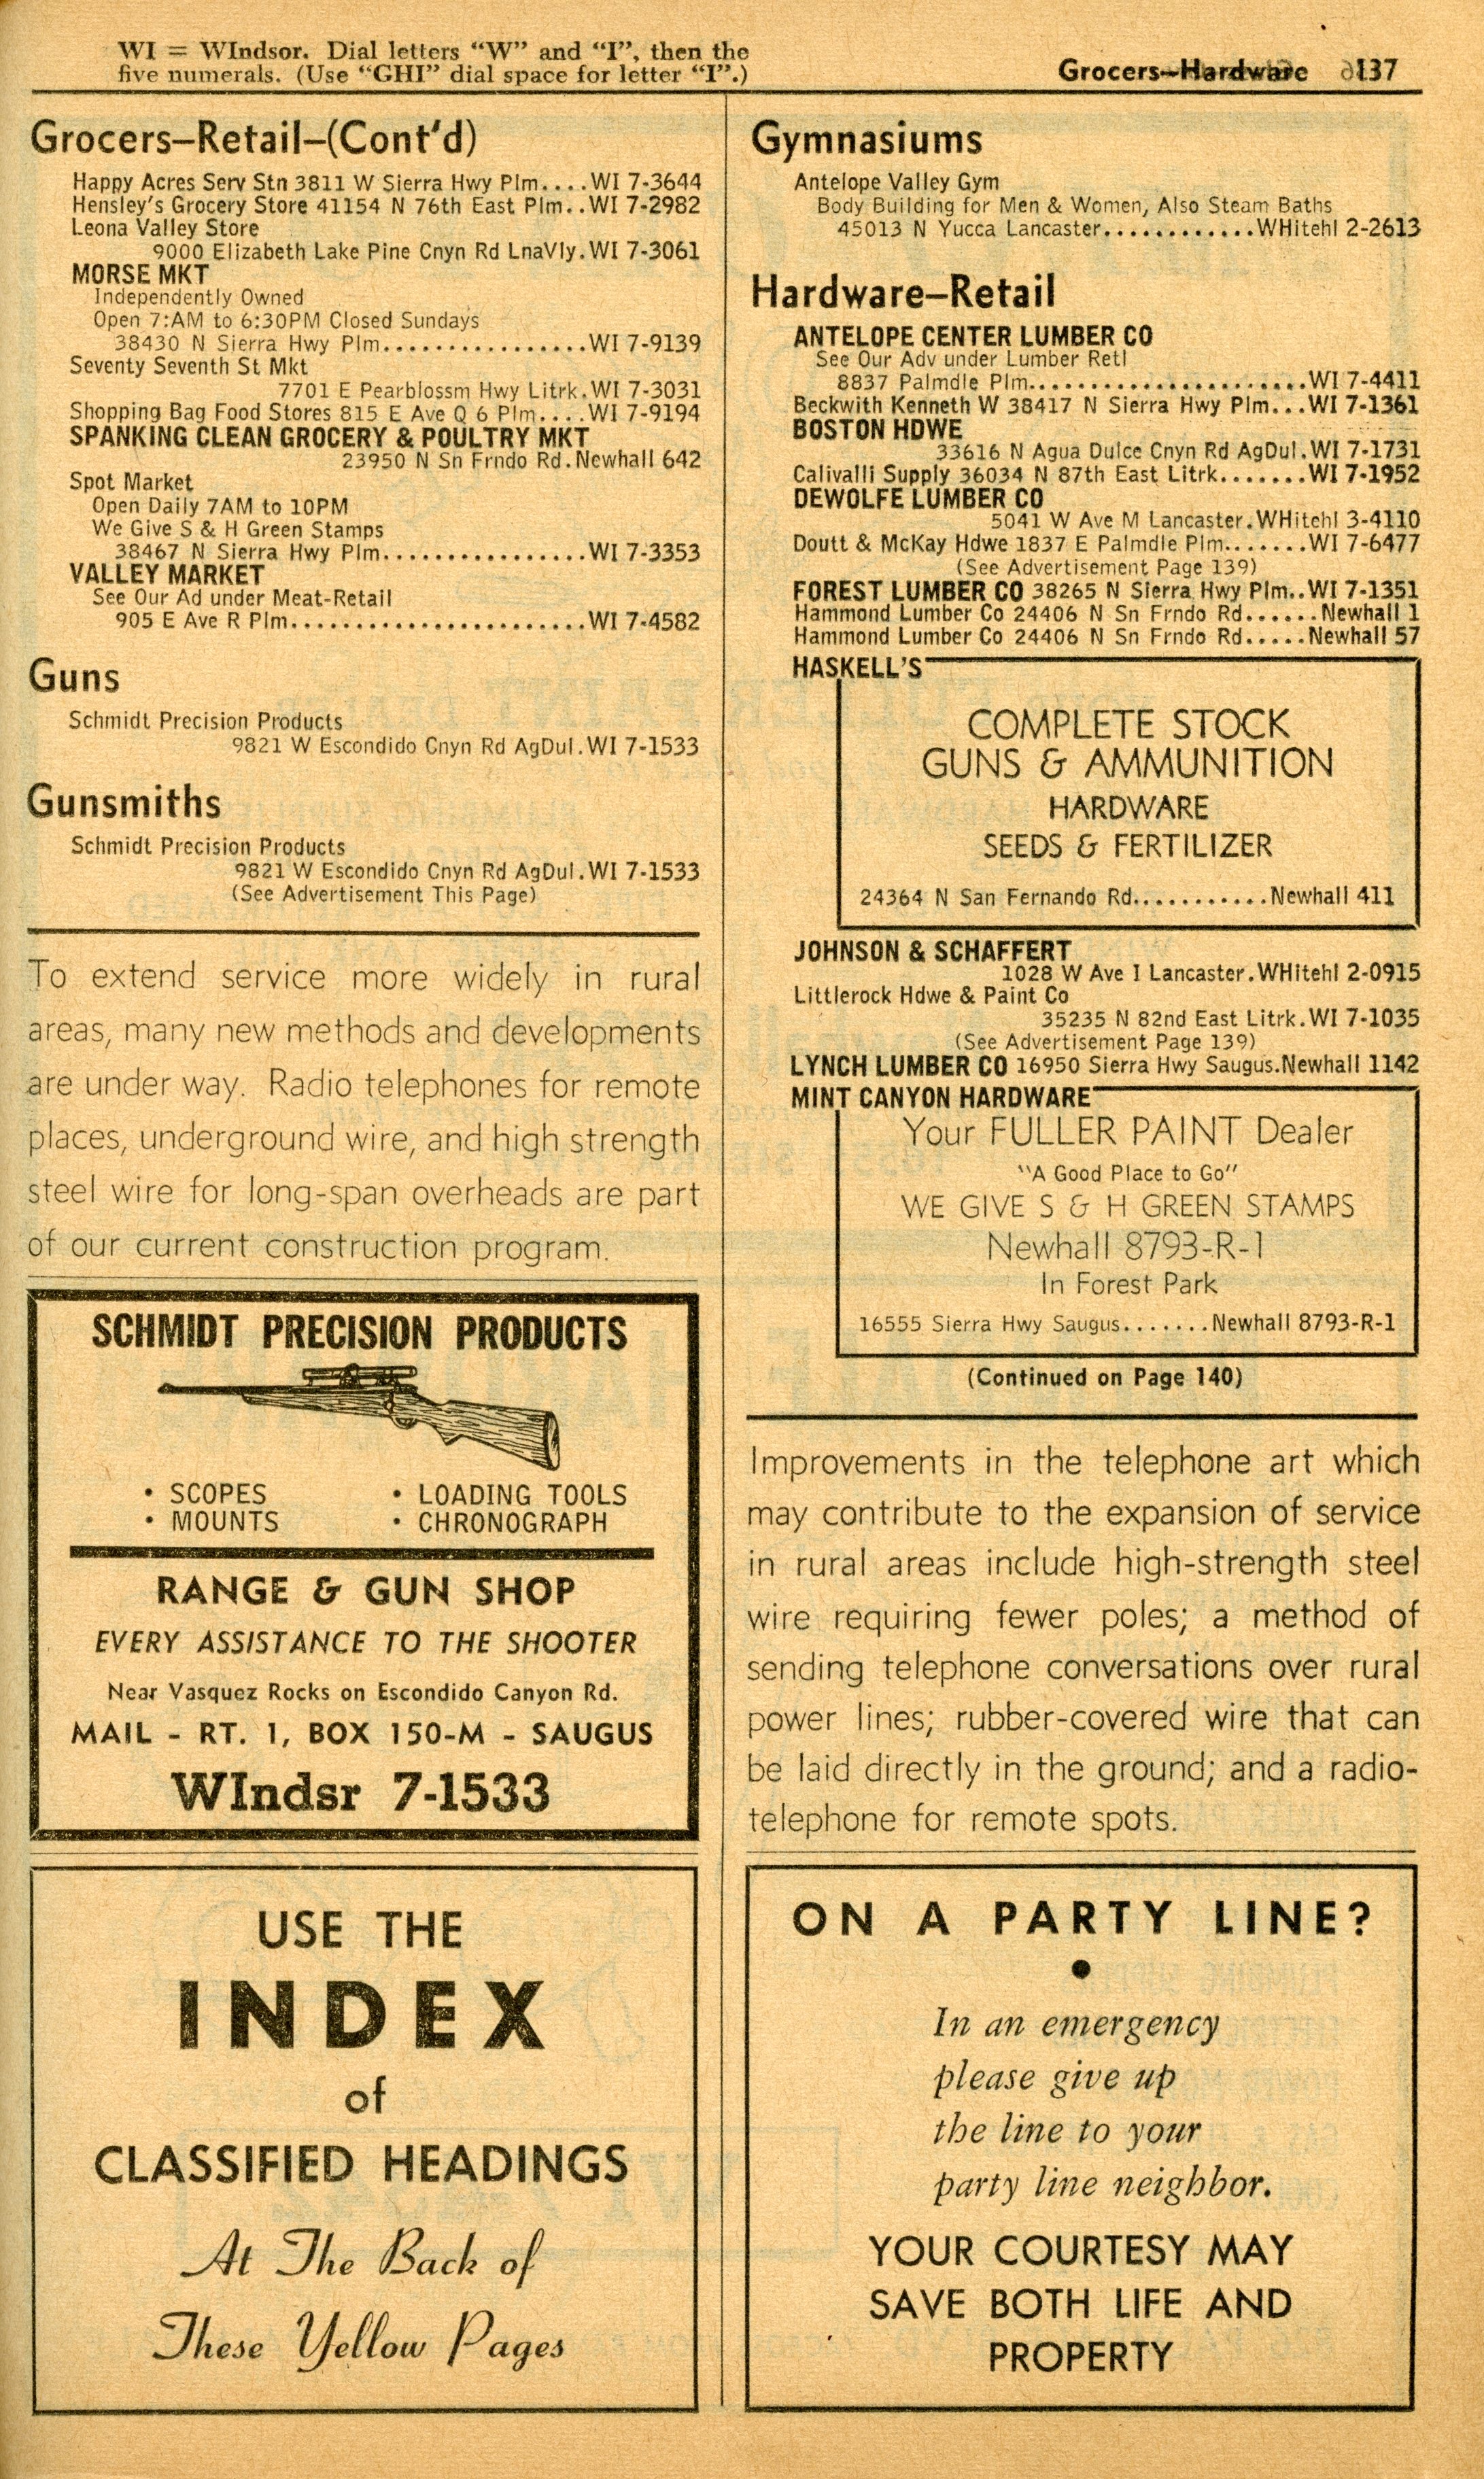 WI = WIndsor. Dial letters “W” and “I”, then the
five numerals. (Use “GHI” dial space for letter “I”.)
Grocers—Hardware 137
Grocers—Retail—(Cont'd)
Happy Acres Serv Stn 3811 W Sierra Hwy Plm....WI 7-3644
Hensley's Grocery Store 41154 N 76th East Plm..WI 7-2982
Leona Valley Store
9000 Elizabeth Lake Pine Cnyn Rd LnaVly.WI 7-3061
MORSE MKT
Independently Owned
Open 7:AM to 6:30PM Closed Sundays
38430 N Sierra Hwy Plm................WI 7-9139
Seventy Seventh St Mkt
7701 E Pearblossm Hwy Litrk.WI 7-3031
Shopping Bag Food Stores 815 E Ave Q 6 Plm....WI 7-9194
SPANKING CLEAN GROCERY & POULTRY MKT
23950 N Sn Frndo Rd.Newhall 642
Spot Market
Open Daily 7AM to 10PM
We Give S & H Green Stamps
38467 N Sierra Hwy Plm................WI 7-3353
VALLEY MARKET
See Our Ad under Meat-Retail
905 E Ave R Plm.......................WI 7-4582
Guns
Schmidt Precision Products
9821 W Escondido Cnyn Rd AgDul.WI 7-1533
Gunsmiths
Schmidt Precision Products
9821 W Escondido Cnyn Rd AgDul.WI 7-1533
(See Advertisement This Page)
To extend service more widely in rural
areas, many new methods and developments
are under way. Radio telephones for remote
places, underground wire, and high strength
steel wire for long-span overheads are part
of our current construction program.
SCHMIDT PRECISION PRODUCTS
• SCOPES • LOADING TOOLS
• MOUNTS • CHRONOGRAPH
RANGE & GUN SHOP
EVERY ASSISTANCE TO THE SHOOTER
Near Vasquez Rocks on Escondido Canyon Rd.
MAIL - RT. 1, BOX 150-M - SAUGUS
WIndsr 7-1533
USE THE
INDEX
of
CLASSIFIED HEADINGS
At The Back of
These Yellow Pages
Gymnasiums
Antelope Valley Gym
Body Building for Men & Women, Also Steam Baths
45013 N Yucca Lancaster............WHitehl 2-2613
Hardware—Retail
ANTELOPE CENTER LUMBER CO
See Our Adv under Lumber Retl
8837 Palmdle Plm......................WI 7-4411
Beckwith Kenneth W 38417 N Sierra Hwy Plm...WI 7-1361
BOSTON HDWE
33616 N Agua Dulce Cnyn Rd AgDul.WI 7-1731
Calivalli Supply 36034 N 87th East Litrk.......WI 7-1952
DEWOLFE LUMBER CO
5041 W Ave M Lancaster.WHitehl 3-4110
Doutt & McKay Hdwe 1837 E Palmdle Plm.......WI 7-6477
(See Advertisement Page 139)
FOREST LUMBER CO 38265 N Sierra Hwy Plm..WI 7-1351
Hammond Lumber Co 24406 N Sn Frndo Rd......Newhall 1
Hammond Lumber Co 24406 N Sn Frndo Rd.....Newhall 57
HASKELL'S
COMPLETE STOCK
GUNS & AMMUNITION
HARDWARE
SEEDS & FERTILIZER
24364 N San Fernando Rd...........Newhall 411
JOHNSON & SCHAFFERT
1028 W Ave I Lancaster.WHitehl 2-0915
Littlerock Hdwe & Paint Co
35235 N 82nd East Litrk.WI 7-1035
(See Advertisement Page 139)
LYNCH LUMBER CO 16950 Sierra Hwy Saugus.Newhall 1142
MINT CANYON HARDWARE
Your FULLER PAINT Dealer
“A Good Place to Go”
WE GIVE S & H GREEN STAMPS
Newhall 8793-R-1
In Forest Park
16555 Sierra Hwy Saugus.......Newhall 8793-R-1
(Continued on Page 140)
Improvements in the telephone art which
may contribute to the expansion of service
in rural areas include high-strength steel
wire requiring fewer poles; a method of
sending telephone conversations over rural
power lines; rubber-covered wire that can
be laid directly in the ground; and a radio-
telephone for remote spots.
ON A PARTY LINE?
•
In an emergency
please give up
the line to your
party line neighbor.
YOUR COURTESY MAY
SAVE BOTH LIFE AND
PROPERTY